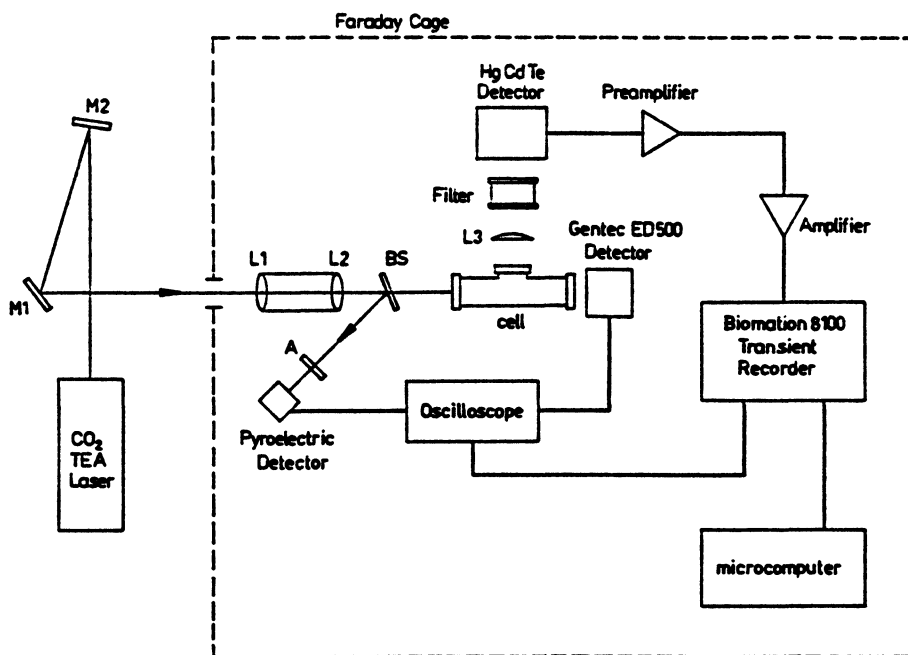 Faraday Cage
Hg Cd Te
Detector
Preamplifier
M2
Filter
Amplifier
L3
Gentec ED500
Detector
L1
L2
BS
M1
cell
Biomation 8100
Transient
Recorder
A
Oscilloscope
Pyroelectric
Detector
CO₂
TEA
Laser
microcomputer